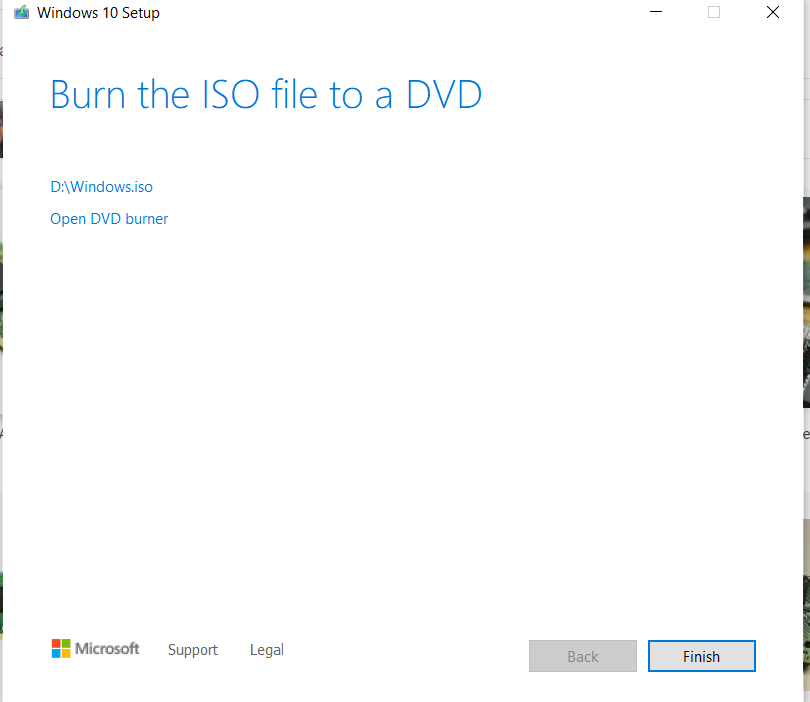 Windows 10 Setup
Burn the ISO file to a DVD
D:\Windows.iso
Open DVD burner
Microsoft Support Legal Back Finish